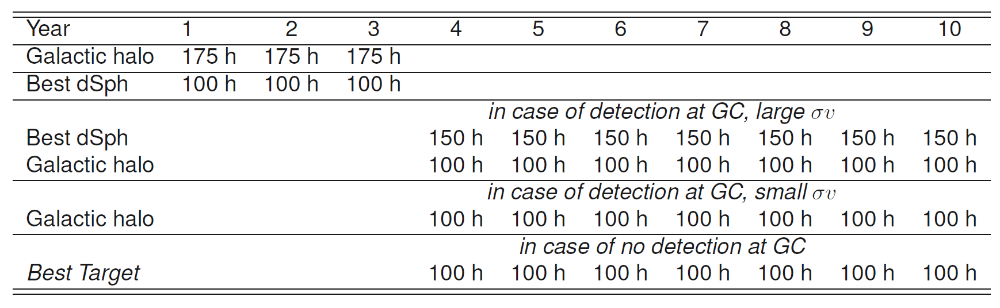 Year 1 2 3 4 5 6 7 8 9 10
Galactic halo 175 h 175 h 175 h
Best dSph 100 h 100 h 100 h
in case of detection at GC, large σv
Best dSph 150 h 150 h 150 h 150 h 150 h 150 h 150 h
Galactic halo 100 h 100 h 100 h 100 h 100 h 100 h 100 h
in case of detection at GC, small σv
Galactic halo 100 h 100 h 100 h 100 h 100 h 100 h 100 h
in case of no detection at GC
Best Target 100 h 100 h 100 h 100 h 100 h 100 h 100 h